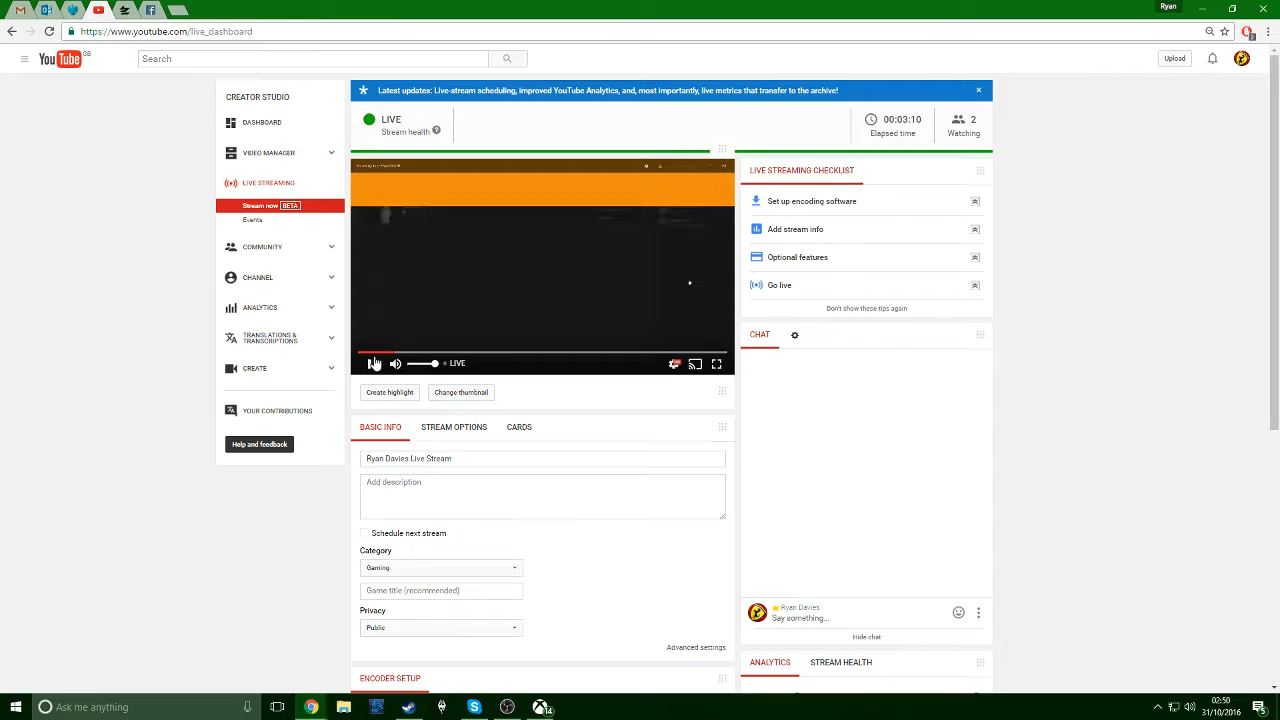 Ryan
https://www.youtube.com/live_dashboard
2
YouTube GB
Search
Upload
CREATOR STUDIO
DASHBOARD
VIDEO MANAGER
LIVE STREAMING
Stream now BETA
Events
COMMUNITY
CHANNEL
ANALYTICS
TRANSLATIONS &
TRANSCRIPTIONS
CREATE
YOUR CONTRIBUTIONS
Help and feedback
Latest updates: Live-stream scheduling, improved YouTube Analytics, and, most importantly, live metrics that transfer to the archive!
LIVE
Stream health ?
00:03:10
Elapsed time
2
Watching
LIVE
Create highlight
Change thumbnail
BASIC INFO STREAM OPTIONS CARDS
Ryan Davies Live Stream
Add description
Schedule next stream
Category
Gaming
Game title (recommended)
Privacy
Public
Advanced settings
ENCODER SETUP
LIVE STREAMING CHECKLIST
Set up encoding software
Add stream info
Optional features
Go live
Don't show these tips again
CHAT
Ryan Davies
Say something...
Hide chat
ANALYTICS STREAM HEALTH
Ask me anything
14
02:50
31/10/2016